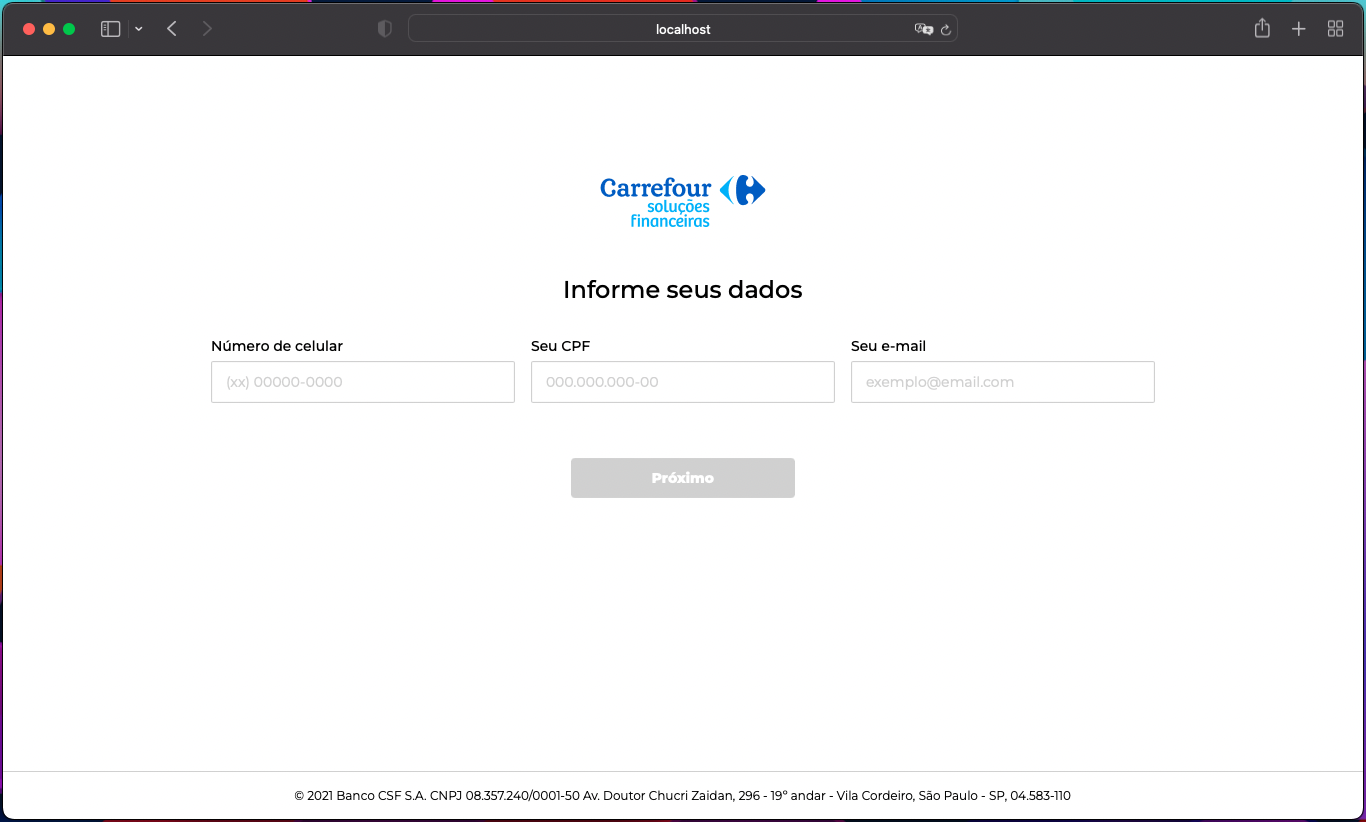 localhost
Carrefour
soluções
financeiras
Informe seus dados
Número de celular
(xx) 00000-0000
Seu CPF
000.000.000-00
Seu e-mail
exemplo@email.com
Próximo
© 2021 Banco CSF S.A. CNPJ 08.357.240/0001-50 Av. Doutor Chucri Zaidan, 296 - 19º andar - Vila Cordeiro, São Paulo - SP, 04.583-110